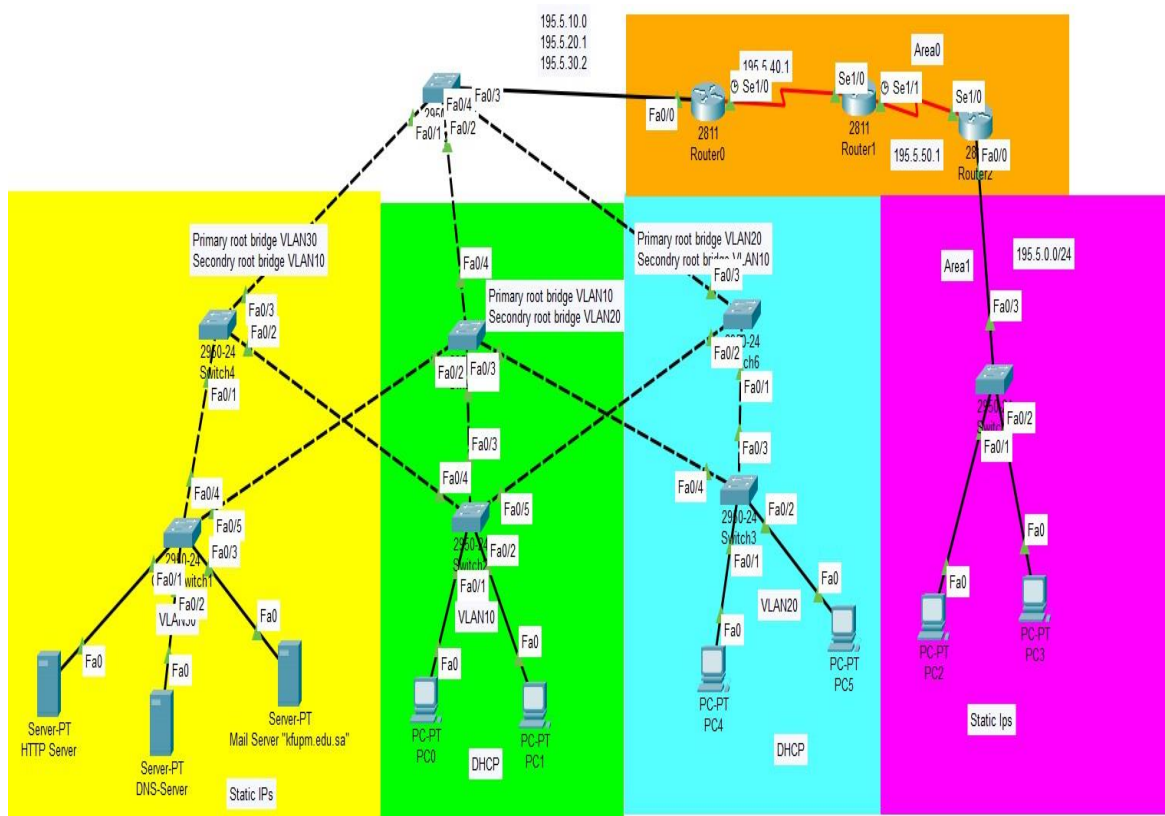 195.5.10.0
195.5.20.1
195.5.30.2
Area0
195.5.40.1
Se1/0
Se1/0
Se1/1
Se1/0
Fa0/3
Fa0/4
Fa0/1
Fa0/2
Fa0/0
2811
Router0
2811
Router1
195.5.50.1
Fa0/0
Router2
Primary root bridge VLAN30
Secondry root bridge VLAN10
Primary root bridge VLAN20
Secondry root bridge VLAN10
Area1
195.5.0.0/24
Fa0/4
Fa0/3
Primary root bridge VLAN10
Secondry root bridge VLAN20
Fa0/3
Fa0/2
2950-24
Switch4
Fa0/1
Fa0/2
Fa0/3
Fa0/2
Fa0/1
Fa0/3
Fa0/2
Fa0/1
Fa0/3
Fa0/3
Fa0/4
Fa0/4
Fa0/5
Fa0/3
Fa0/1
Fa0/2
2950-24
Fa0/4
Fa0/5
2950-24
Fa0/2
Fa0/1
VLAN10
Fa0/4
2950-24
Switch3
Fa0/2
Fa0/1
VLAN20
Fa0
Fa0
Fa0
Fa0
Fa0
Fa0
Fa0
Fa0
Fa0
Server-PT
HTTP Server
Server-PT
DNS-Server
Server-PT
Mail Server "kfupm.edu.sa"
PC-PT
PC0
PC-PT
PC1
PC-PT
PC4
PC-PT
PC5
PC-PT
PC2
PC-PT
PC3
Static IPs
DHCP
DHCP
Static Ips